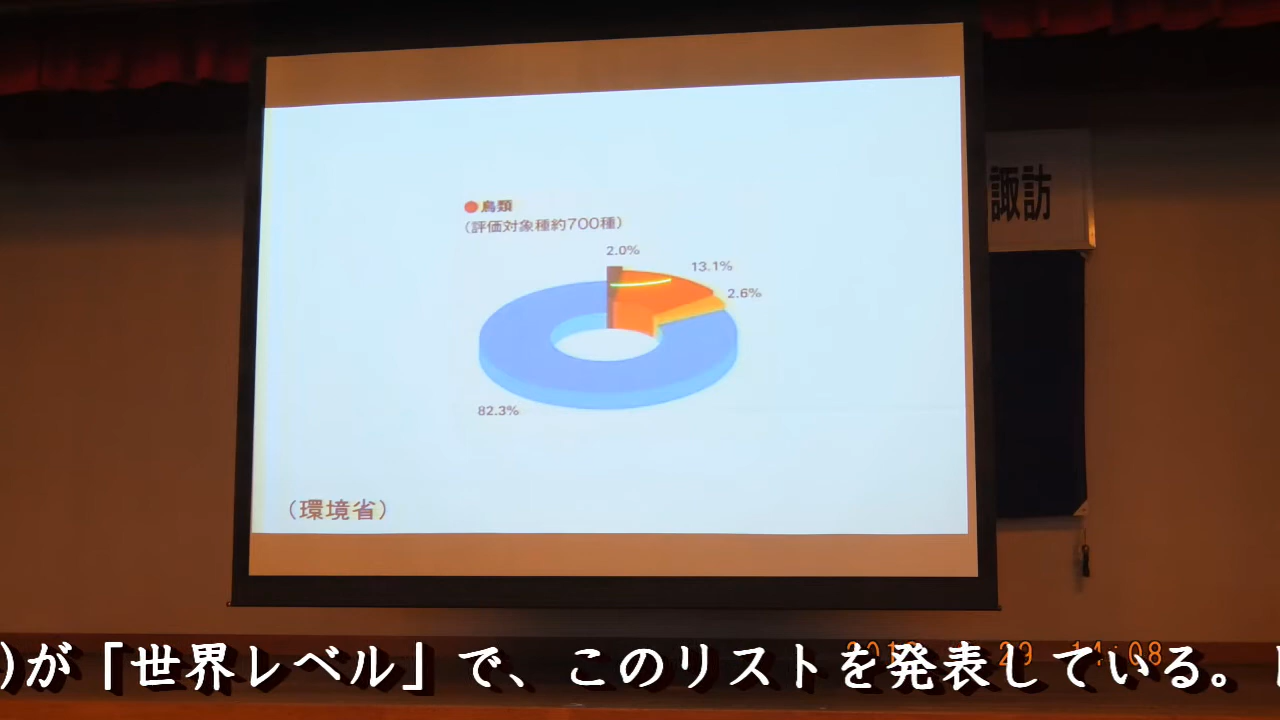 ●鳥類
（評価対象種約700種）
2.0%
13.1%
2.6%
82.3%
（環境省）
諏訪
)が「世界レベル」で、このリストを発表している。
14:08